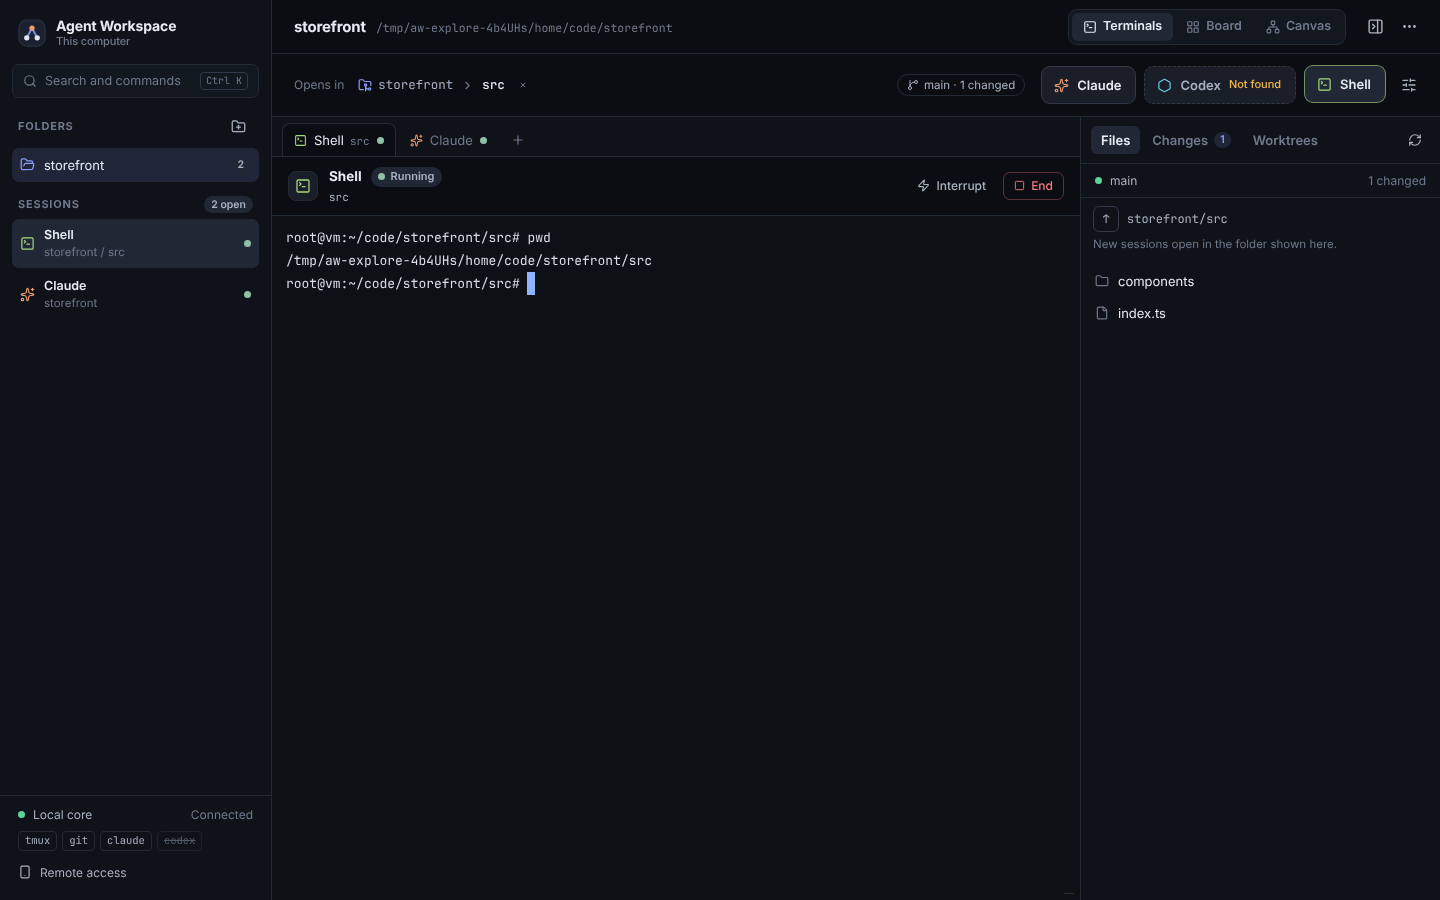 Agent Workspace
This computer
Search and commands Ctrl K
FOLDERS
storefront 2
SESSIONS 2 open
Shell
storefront / src
Claude
storefront
Local core Connected
tmux git claude codex
Remote access
storefront /tmp/aw-explore-4b4UHs/home/code/storefront
Terminals Board Canvas
Opens in storefront > src ×
main · 1 changed Claude Codex Not found Shell
Shell src Claude +
Shell Running
src
Interrupt End
root@vm:~/code/storefront/src# pwd
/tmp/aw-explore-4b4UHs/home/code/storefront/src
root@vm:~/code/storefront/src#
Files Changes 1 Worktrees
main 1 changed
storefront/src
New sessions open in the folder shown here.
components
index.ts